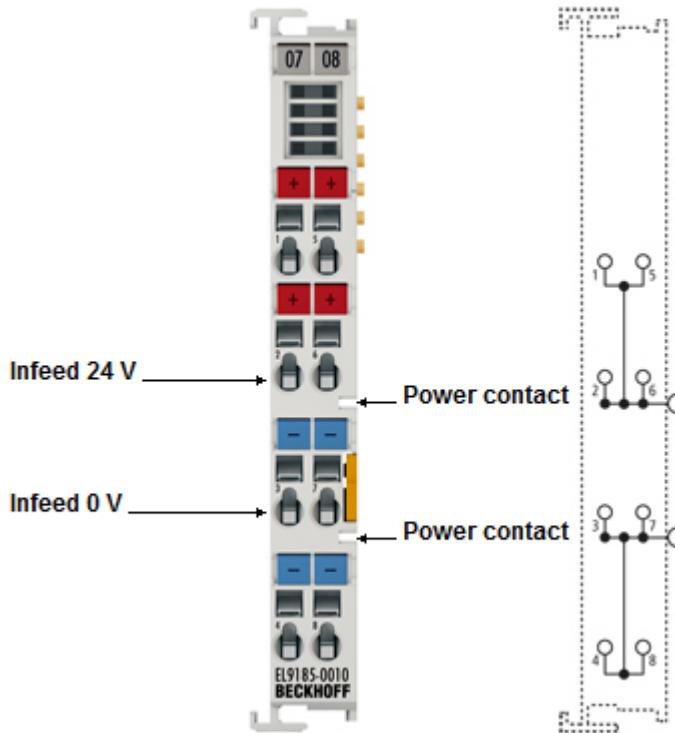 07 08
+ +
1 5
+ +
2 6
Infeed 24 V
Power contact
- -
3 7
Infeed 0 V
Power contact
- -
4 8
EL9185-0010
BECKHOFF
1 5
2 6
3 7
4 8